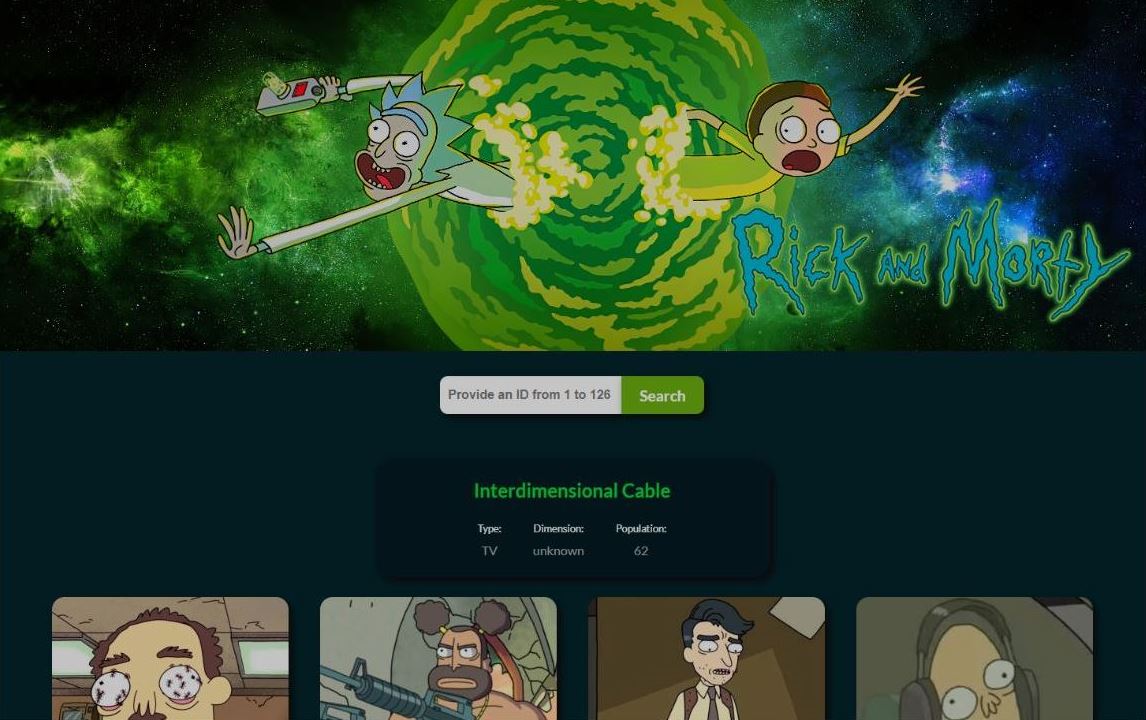 Rick and Morty
Provide an ID from 1 to 126
Search
Interdimensional Cable
Type: Dimension: Population:
TV unknown 62